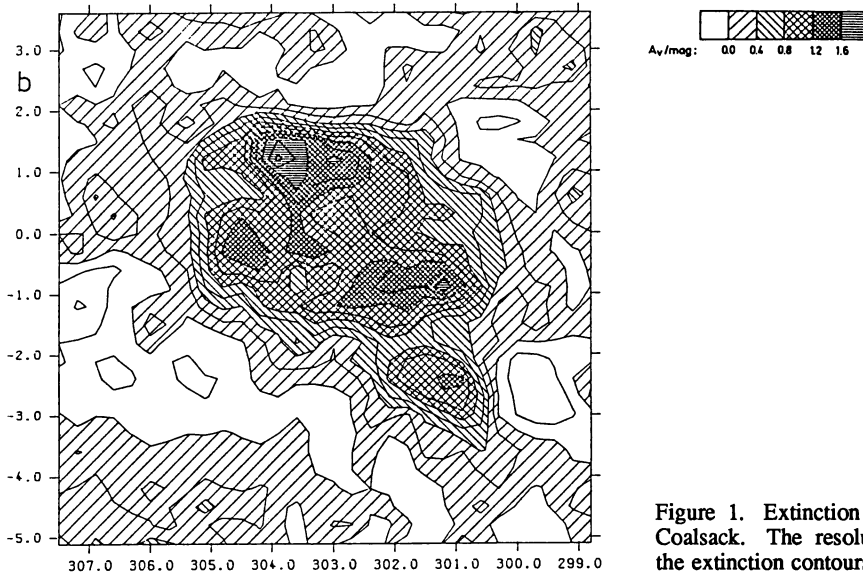 3.0
b
2.0
1.0
0.0
-1.0
-2.0
-3.0
-4.0
-5.0
307.0 306.0 305.0 304.0 303.0 302.0 301.0 300.0 299.0
Av/mag: 0.0 0.4 0.8 1.2 1.6
Figure 1. Extinction
Coalsack. The resolu
the extinction contour